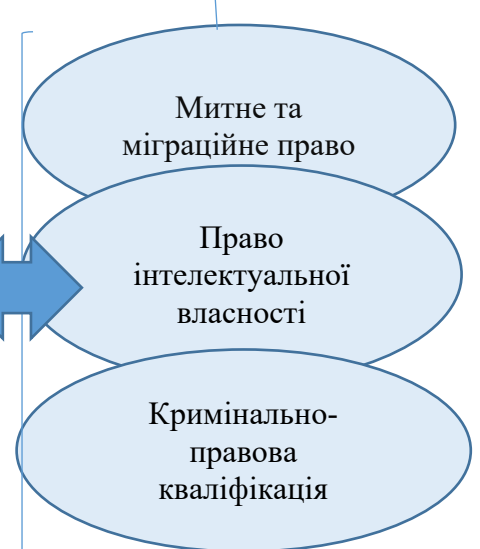 Митне та
міграційне право
Право
інтелектуальної
власності
Кримінально-
правова
кваліфікація